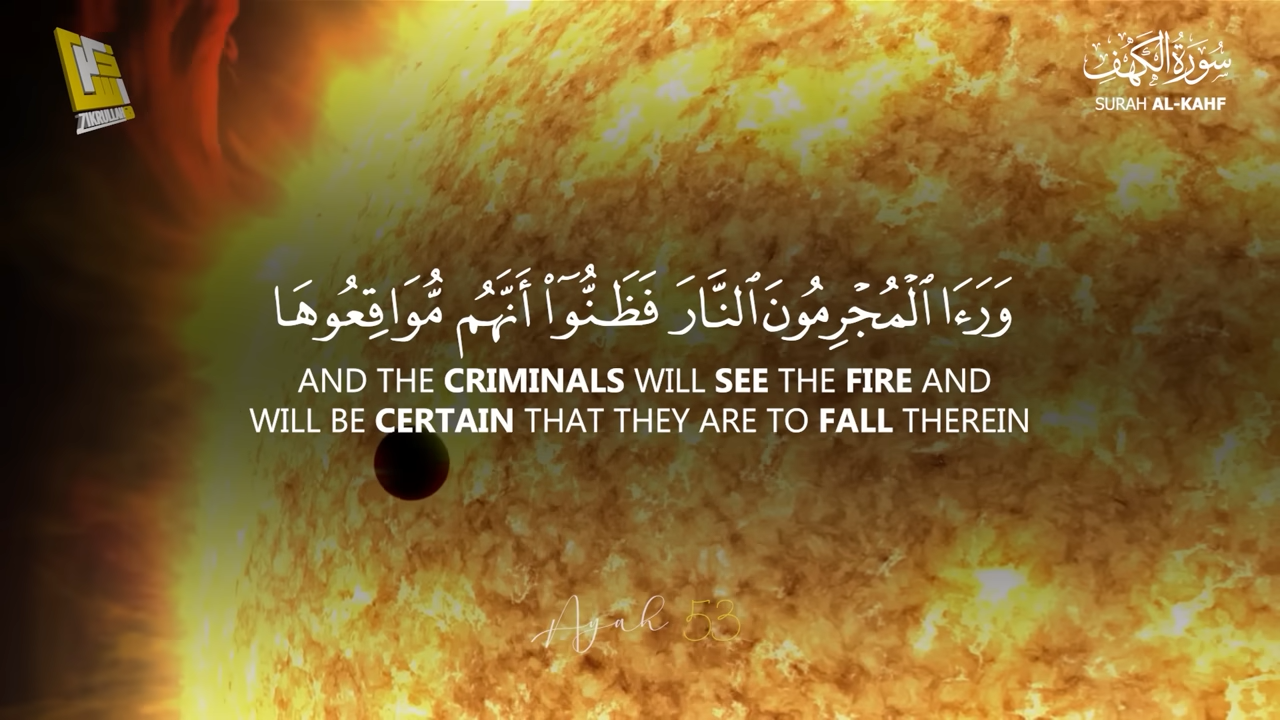 ZIKRULLAH
سُورَةُ الكَهْفِ
SURAH AL-KAHF
وَرَءَا ٱلْمُجْرِمُونَ ٱلنَّارَ فَظَنُّوٓا۟ أَنَّهُم مُّوَاقِعُوهَا
AND THE CRIMINALS WILL SEE THE FIRE AND
WILL BE CERTAIN THAT THEY ARE TO FALL THEREIN
Ayah 53